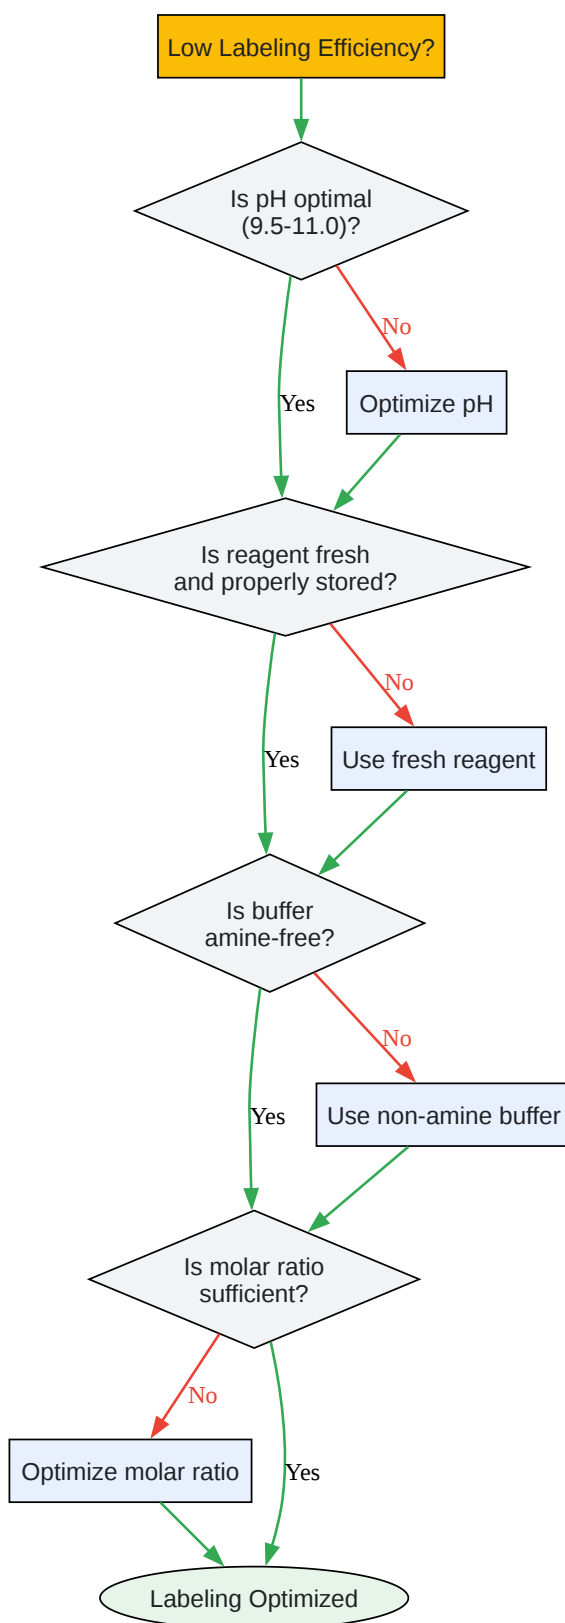 Low Labeling Efficiency?
Is pH optimal
(9.5-11.0)?
No
Yes
Optimize pH
Is reagent fresh
and properly stored?
No
Yes
Use fresh reagent
Is buffer
amine-free?
No
Yes
Use non-amine buffer
Is molar ratio
sufficient?
No
Optimize molar ratio
Yes
Labeling Optimized